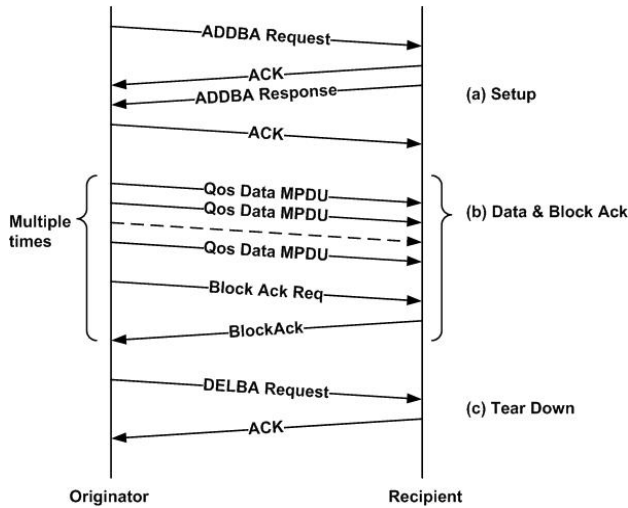 ADDBA Request
ACK
ADDBA Response
(a) Setup
ACK
Qos Data MPDU
Qos Data MPDU
Multiple
times
(b) Data & Block Ack
Qos Data MPDU
Block Ack Req
BlockAck
DELBA Request
(c) Tear Down
ACK
Originator
Recipient